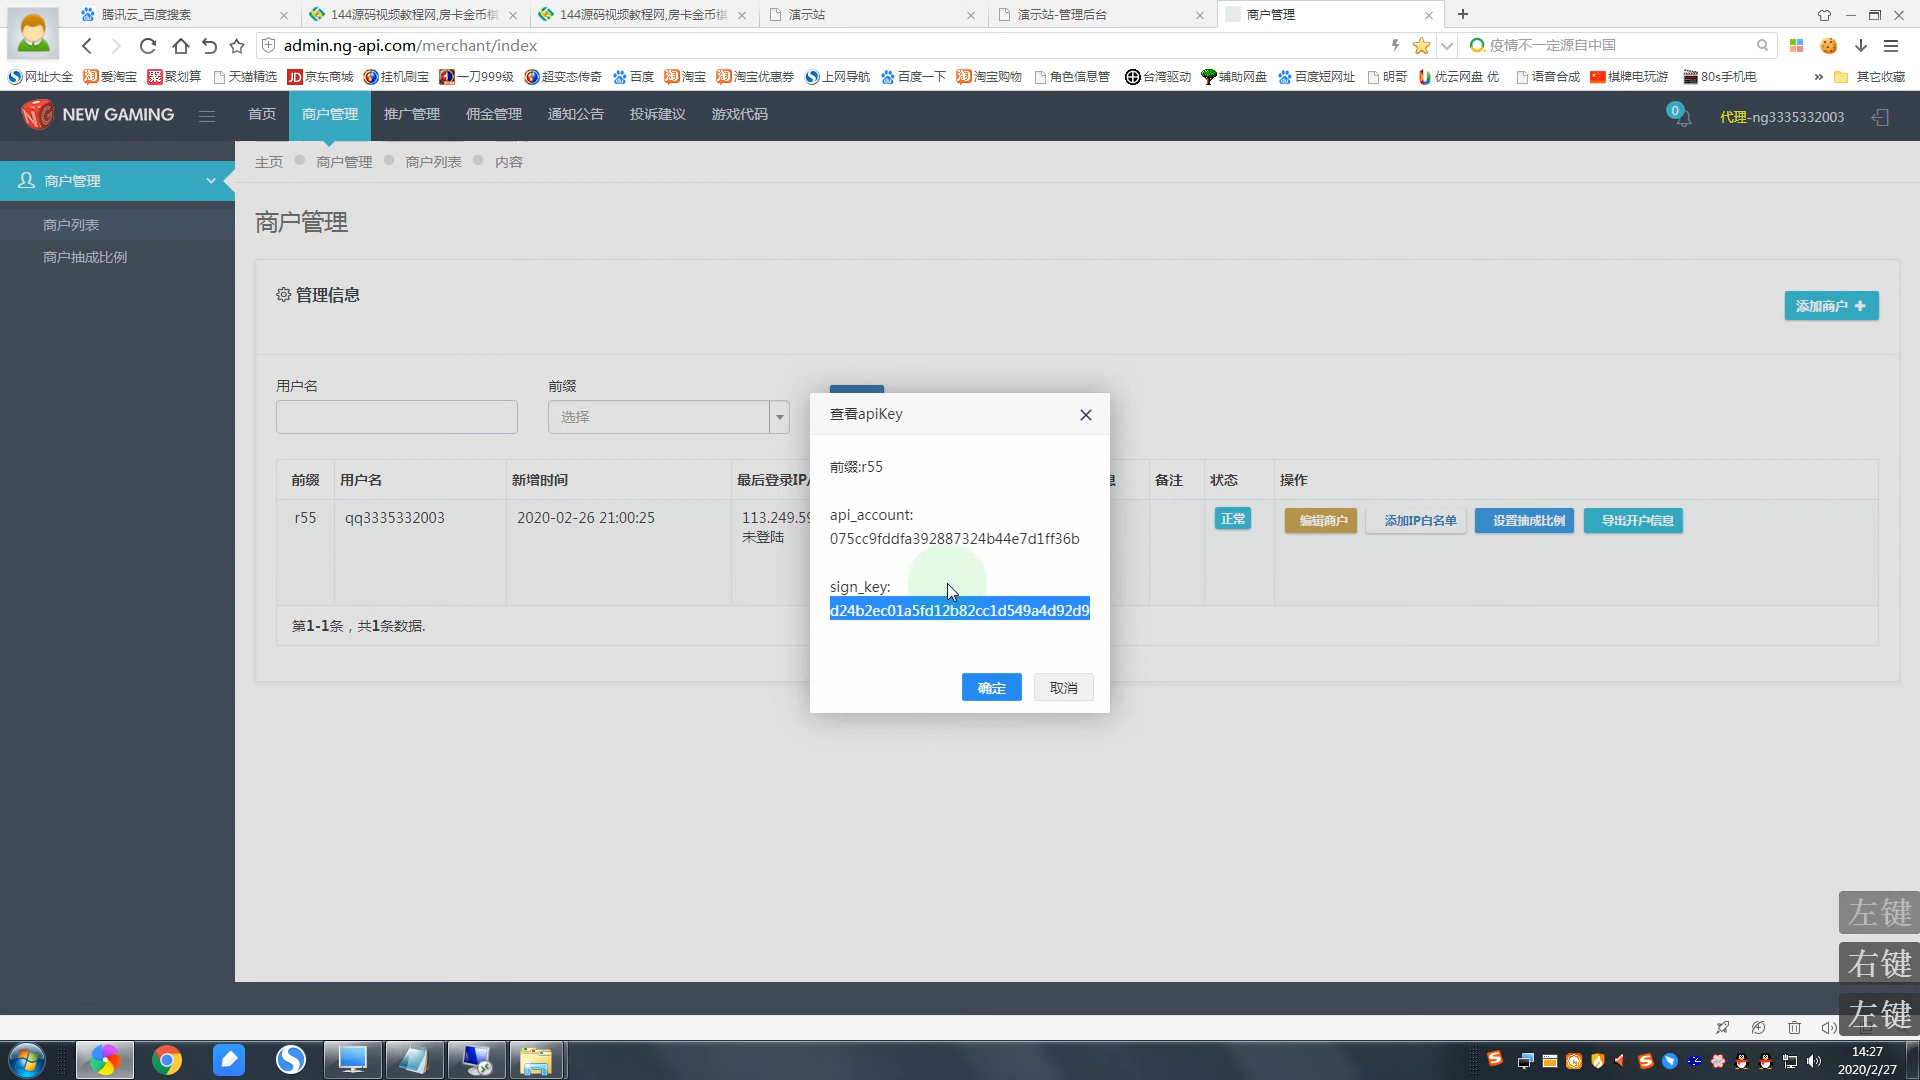 腾讯云_百度搜索
144源码视频教程网,房卡金币棋
144源码视频教程网,房卡金币棋
演示站
演示站-管理后台
商户管理
admin.ng-api.com/merchant/index
疫情不一定源自中国
网址大全 爱淘宝 聚划算 天猫精选 京东商城 挂机刷宝 一刀999级 超变态传奇 百度 淘宝 淘宝优惠券 上网导航 百度一下 淘宝购物 角色信息管 台湾驱动 辅助网盘 百度短网址 明哥 优云网盘 优 语音合成 棋牌电玩游 80s手机电 » 其它收藏
NEW GAMING
首页 商户管理 推广管理 佣金管理 通知公告 投诉建议 游戏代码
0
代理-ng3335332003
商户管理
商户列表
商户抽成比例
主页 商户管理 商户列表 内容
商户管理
管理信息
添加商户 +
用户名
前缀
选择
前缀 用户名 新增时间 最后登录IP/ 息 备注 状态 操作
r55 qq3335332003 2020-02-26 21:00:25 113.249.59 正常 编辑商户 添加IP白名单 设置抽成比例 导出开户信息
未登陆
第1-1条，共1条数据.
查看apiKey
前缀:r55
api_account:
075cc9fddfa392887324b44e7d1ff36b
sign_key:
d24b2ec01a5fd12b82cc1d549a4d92d9
确定 取消
左键
右键
左键
14:27
2020/2/27